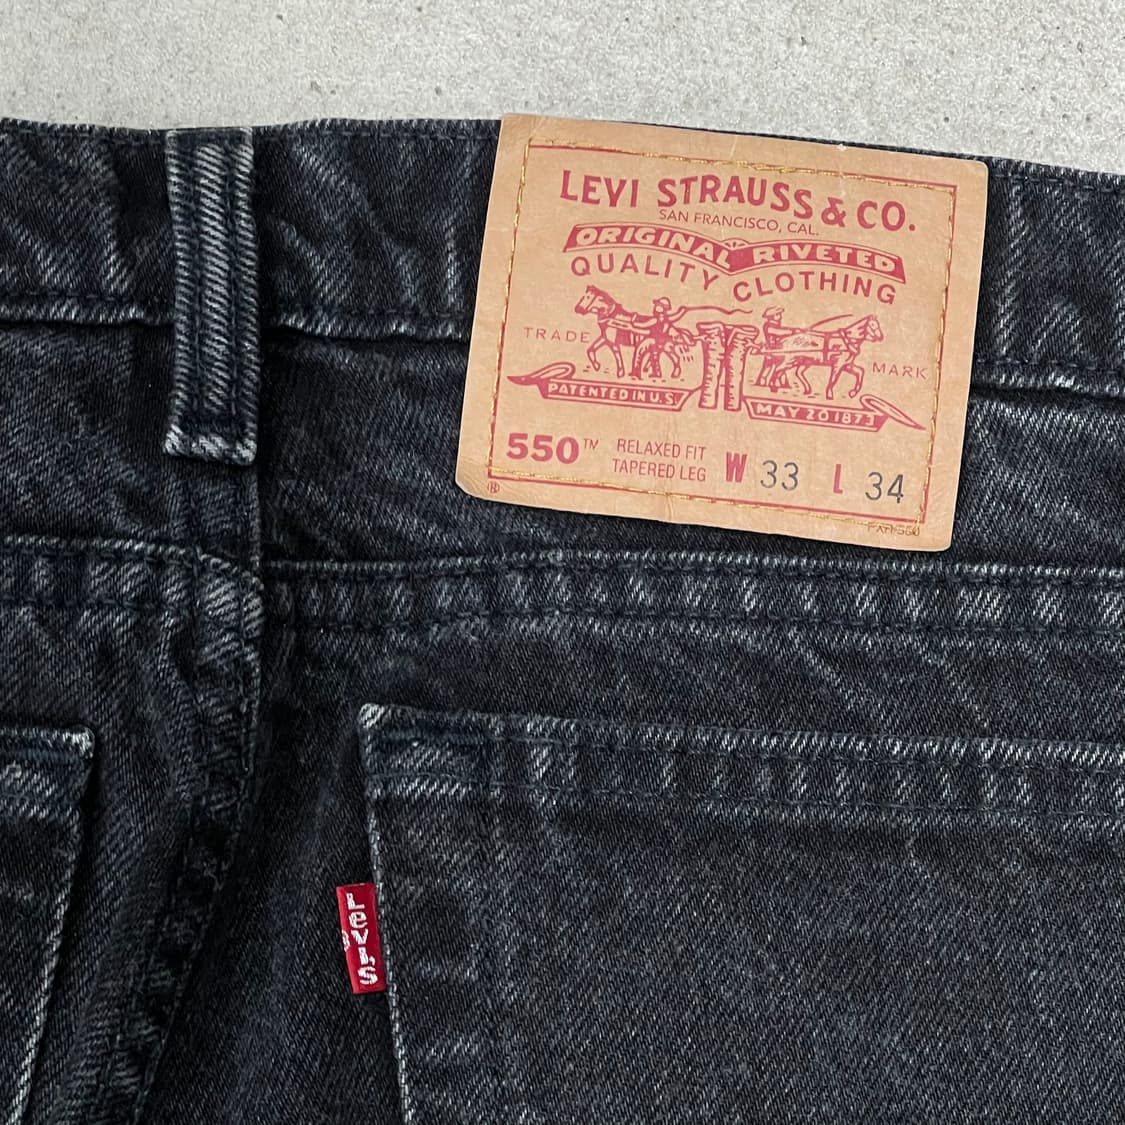 LEVI STRAUSS & CO.
SAN FRANCISCO, CAL.
ORIGINAL RIVETED
QUALITY CLOTHING
TRADE MARK
PATENTED IN U.S. MAY 20 1873
550™ RELAXED FIT
TAPERED LEG
W 33 L 34
®
LEVI'S
®